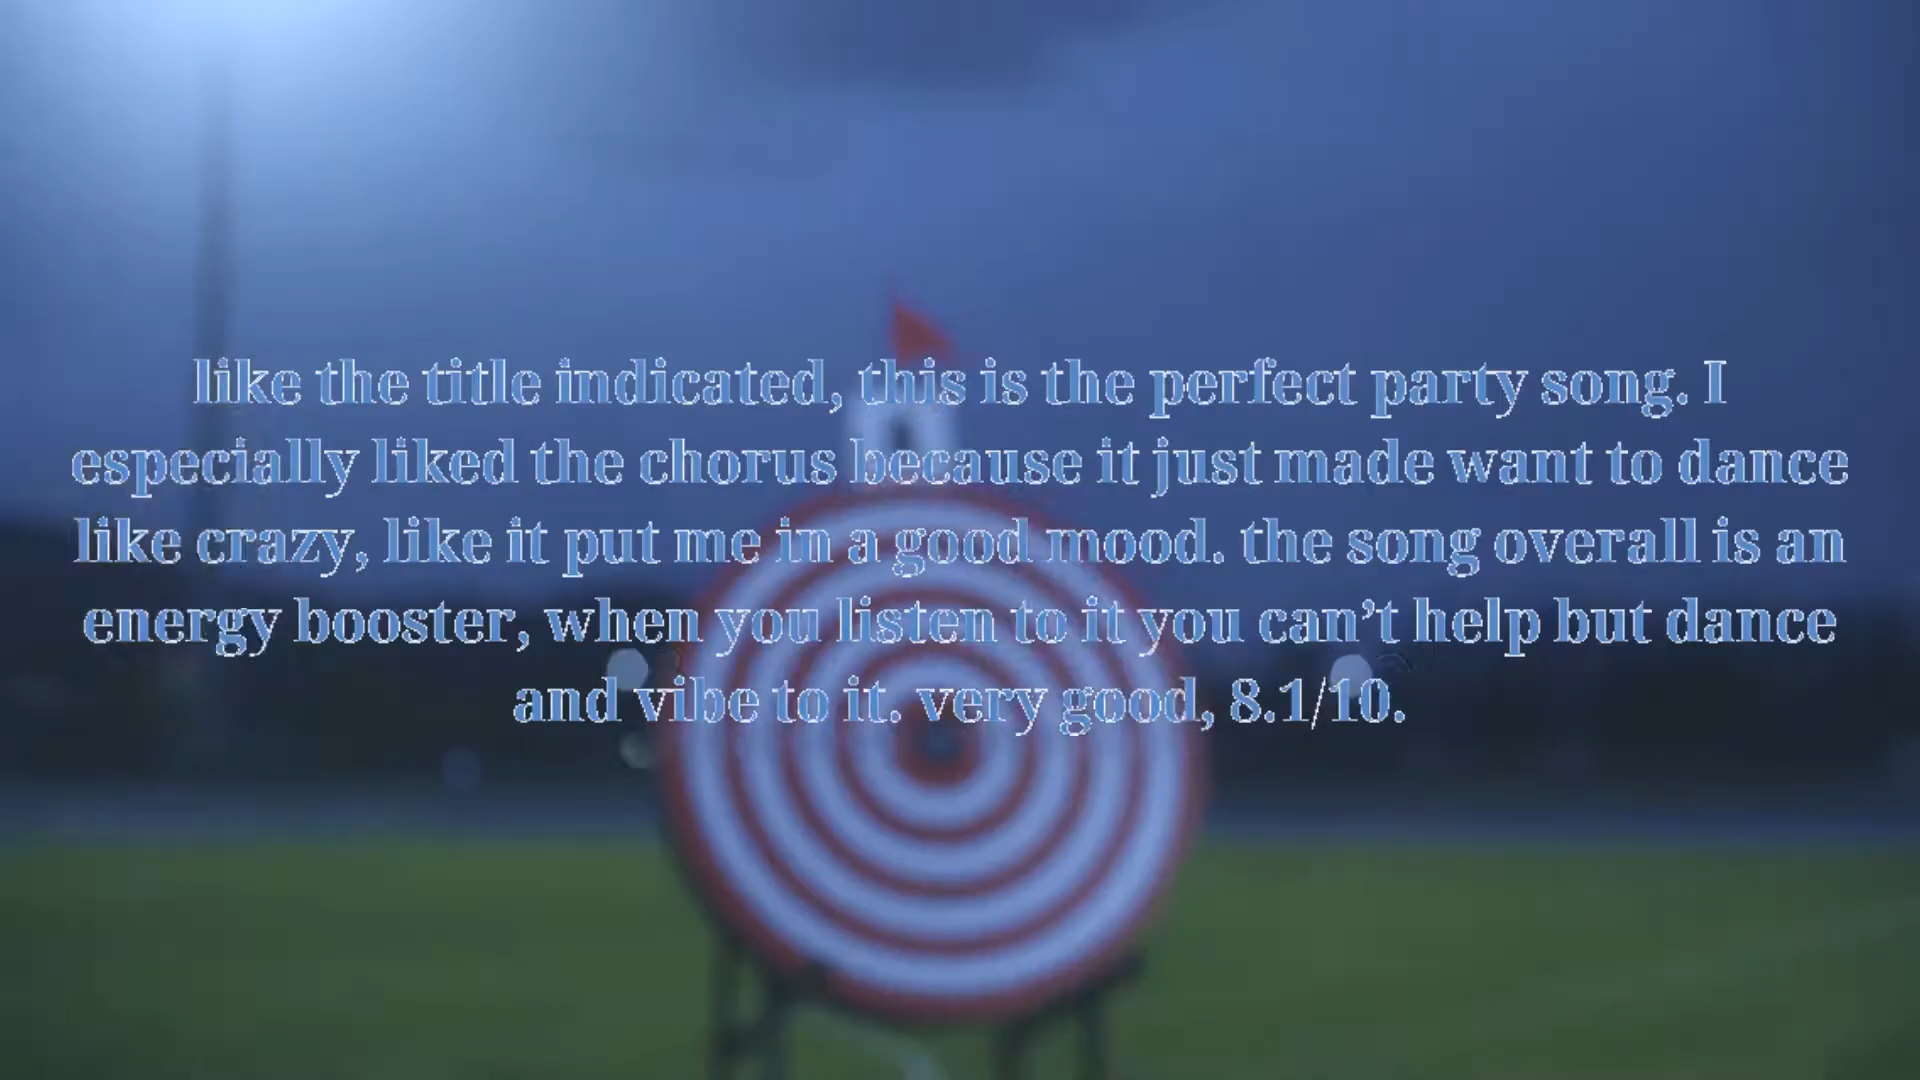 like the title indicated, this is the perfect party song. I
especially liked the chorus because it just made want to dance
like crazy, like it put me in a good mood. the song overall is an
energy booster, when you listen to it you can’t help but dance
and vibe to it. very good, 8.1/10.